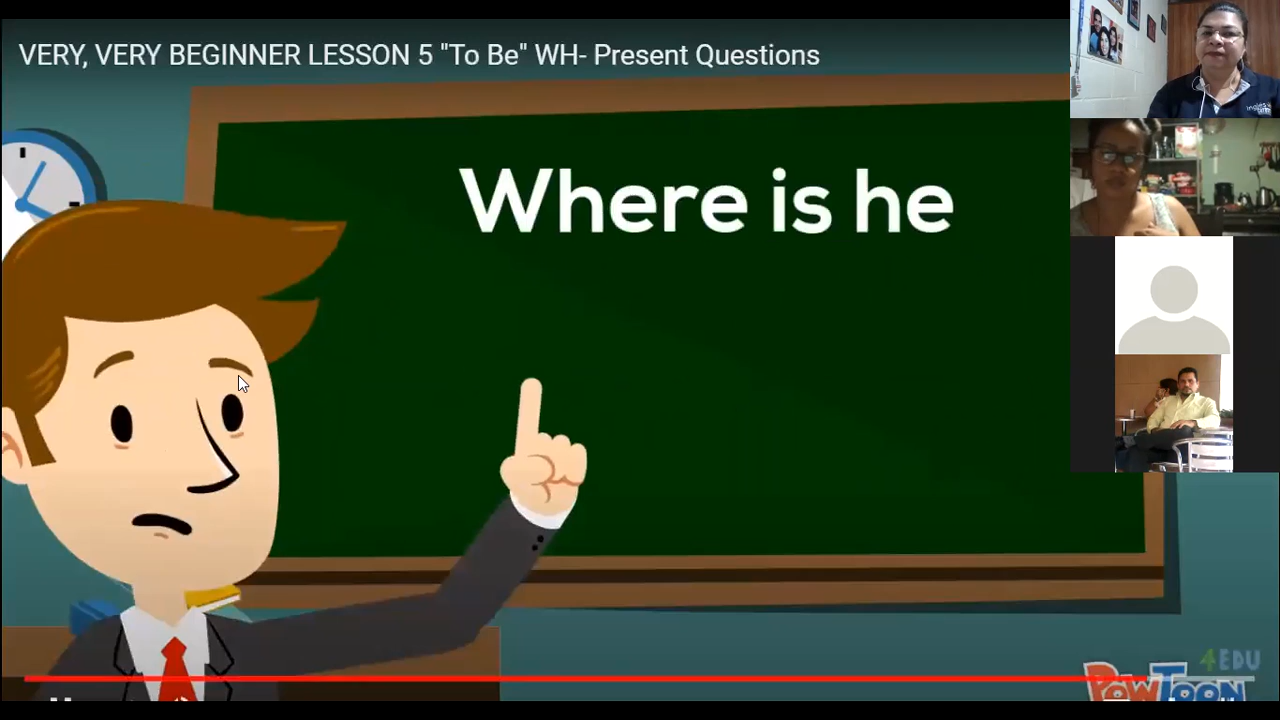 VERY, VERY BEGINNER LESSON 5 "To Be" WH- Present Questions
Where is he
4EDU
POWTOON